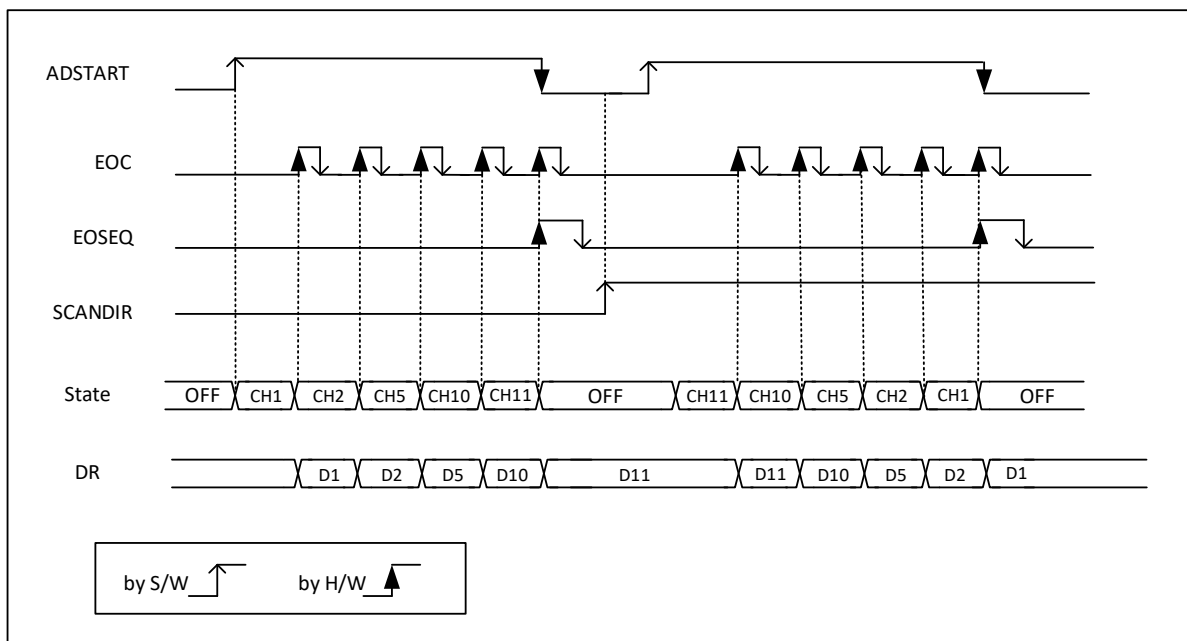 ADSTART
EOC
EOSEQ
SCANDIR
State OFF CH1 CH2 CH5 CH10 CH11 OFF CH11 CH10 CH5 CH2 CH1 OFF
DR D1 D2 D5 D10 D11 D11 D10 D5 D2 D1
by S/W by H/W